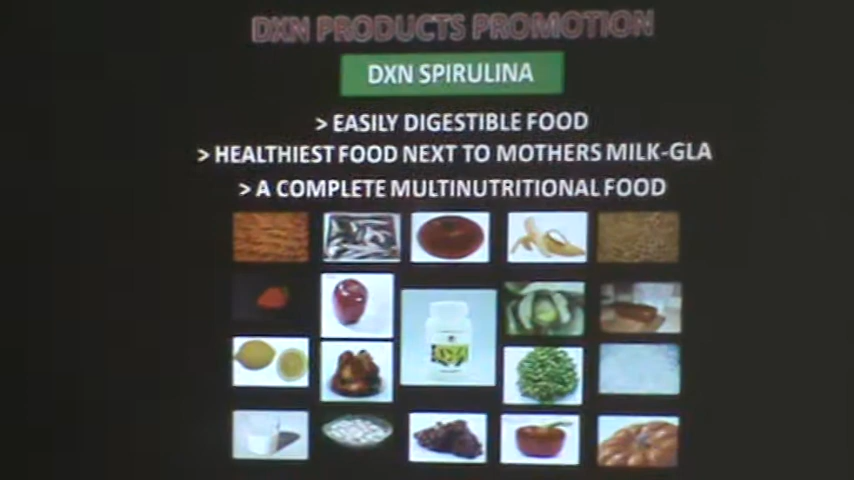 DXN PRODUCTS PROMOTION
DXN SPIRULINA
> EASILY DIGESTIBLE FOOD
> HEALTHIEST FOOD NEXT TO MOTHERS MILK-GLA
> A COMPLETE MULTINUTRITIONAL FOOD